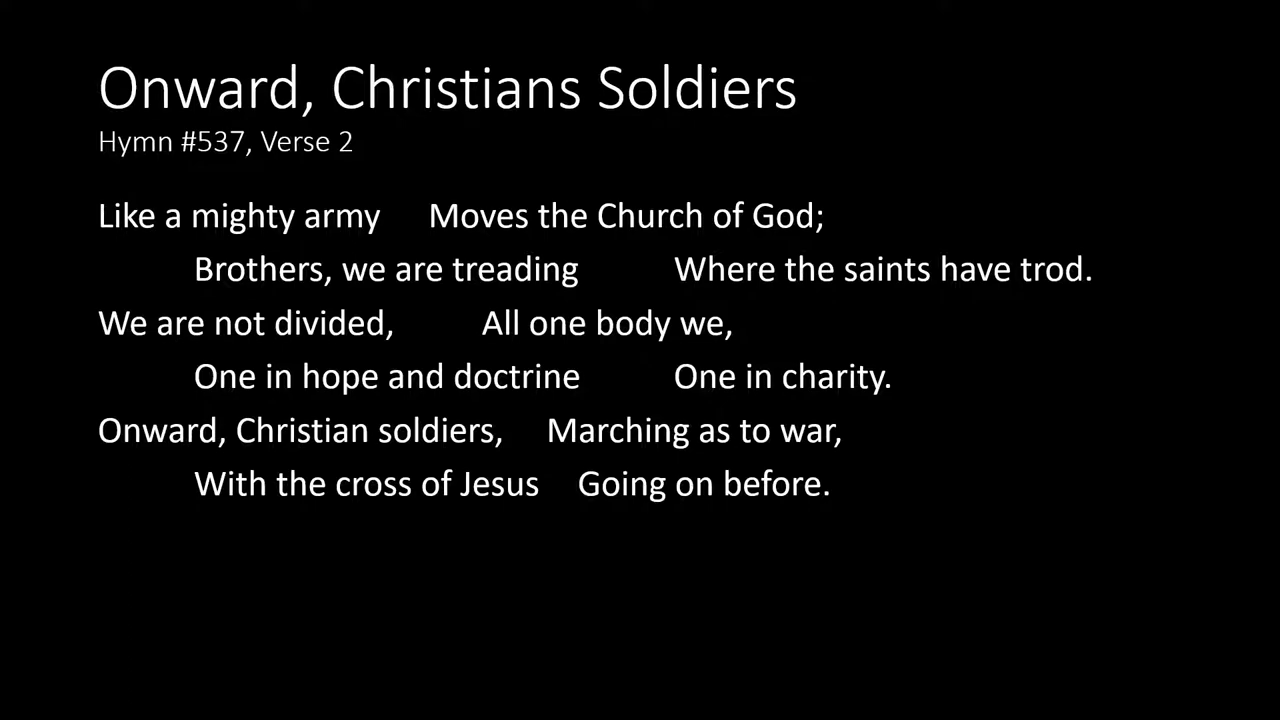 Onward, Christians Soldiers
Hymn #537, Verse 2
Like a mighty army Moves the Church of God;
Brothers, we are treading Where the saints have trod.
We are not divided, All one body we,
One in hope and doctrine One in charity.
Onward, Christian soldiers, Marching as to war,
With the cross of Jesus Going on before.